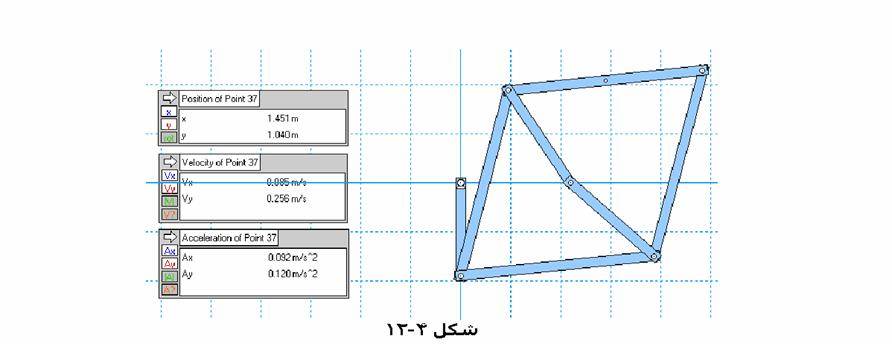 Position of Point 37
x 1.451 m
y 1.040 m
Velocity of Point 37
Vx
Vy
|V|
V?
Vx 0.085 m/s
Vy 0.256 m/s
Acceleration of Point 37
Ax
Ay
|A|
A?
Ax 0.092 m/s^2
Ay 0.120 m/s^2
شکل ۴-۱۲